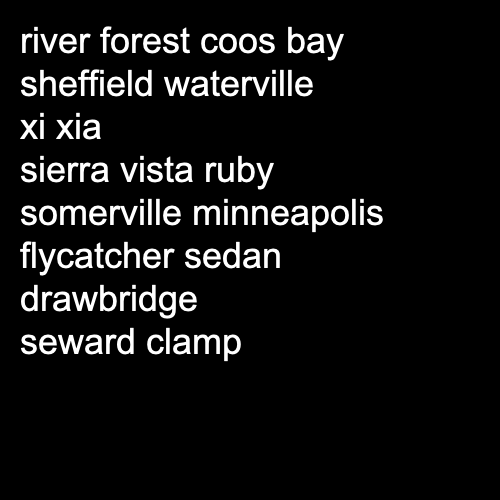 river forest coos bay
sheffield waterville
xi xia
sierra vista ruby
somerville minneapolis
flycatcher sedan
drawbridge
seward clamp